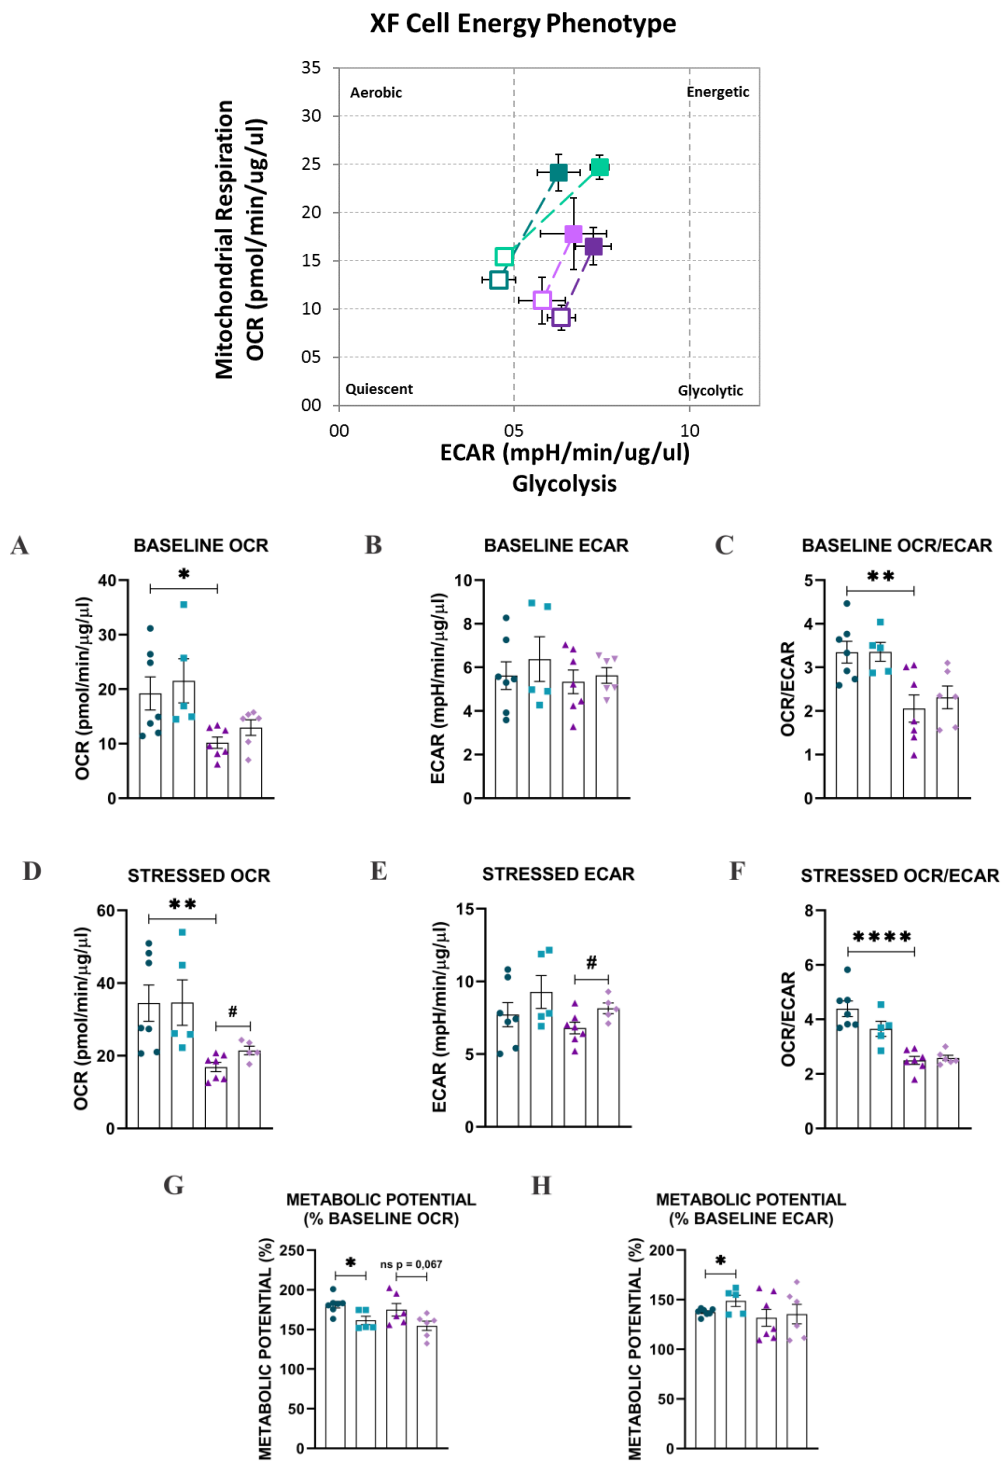 XF Cell Energy Phenotype
Mitochondrial Respiration
OCR (pmol/min/ug/ul)
35
30
25
20
15
10
05
00
Aerobic
Energetic
Quiescent
Glycolytic
00
05
10
ECAR (mpH/min/ug/ul)
Glycolysis
A
BASELINE OCR
OCR (pmol/min/μg/μl)
40
30
20
10
0
*
B
BASELINE ECAR
ECAR (mpH/min/μg/μl)
10
8
6
4
2
0
C
BASELINE OCR/ECAR
OCR/ECAR
5
4
3
2
1
0
**
D
STRESSED OCR
OCR (pmol/min/μg/μl)
60
40
20
0
**
#
E
STRESSED ECAR
ECAR (mpH/min/μg/μl)
15
10
5
0
#
F
STRESSED OCR/ECAR
OCR/ECAR
8
6
4
2
0
****
G
METABOLIC POTENTIAL
(% BASELINE OCR)
METABOLIC POTENTIAL (%)
250
200
150
100
50
0
*
ns p = 0,067
H
METABOLIC POTENTIAL
(% BASELINE ECAR)
METABOLIC POTENTIAL (%)
200
150
100
50
0
*